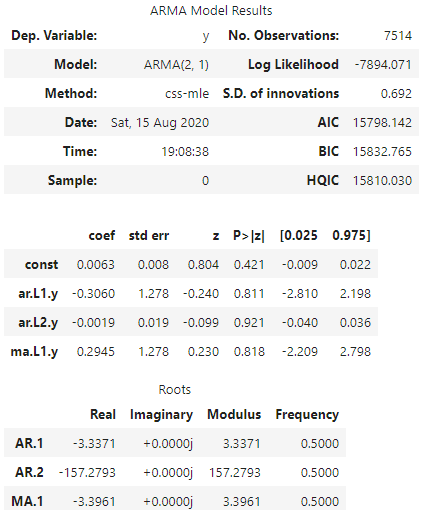 ARMA Model Results
Dep. Variable: y No. Observations: 7514
Model: ARMA(2, 1) Log Likelihood -7894.071
Method: css-mle S.D. of innovations 0.692
Date: Sat, 15 Aug 2020 AIC 15798.142
Time: 19:08:38 BIC 15832.765
Sample: 0 HQIC 15810.030
coef std err z P>|z| [0.025 0.975]
const 0.0063 0.008 0.804 0.421 -0.009 0.022
ar.L1.y -0.3060 1.278 -0.240 0.811 -2.810 2.198
ar.L2.y -0.0019 0.019 -0.099 0.921 -0.040 0.036
ma.L1.y 0.2945 1.278 0.230 0.818 -2.209 2.798
Roots
Real Imaginary Modulus Frequency
AR.1 -3.3371 +0.0000j 3.3371 0.5000
AR.2 -157.2793 +0.0000j 157.2793 0.5000
MA.1 -3.3961 +0.0000j 3.3961 0.5000